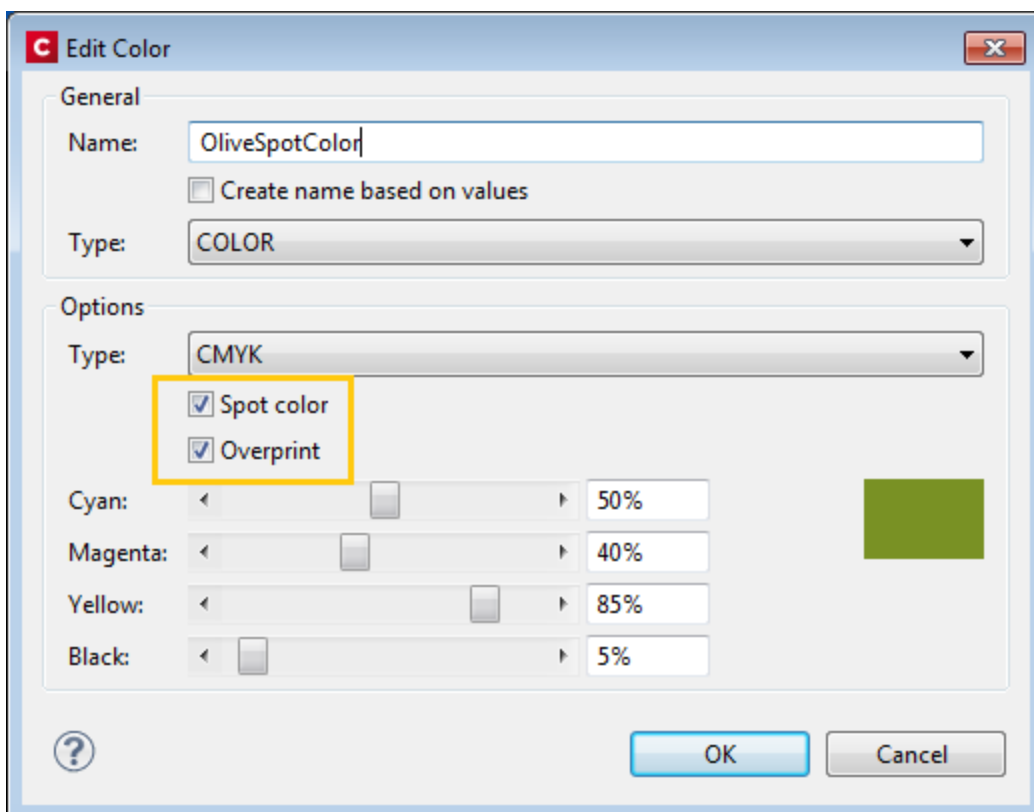 C Edit Color
General
Name: OliveSpotColor
Create name based on values
Type: COLOR
Options
Type: CMYK
Spot color
Overprint
Cyan: 50%
Magenta: 40%
Yellow: 85%
Black: 5%
? OK Cancel